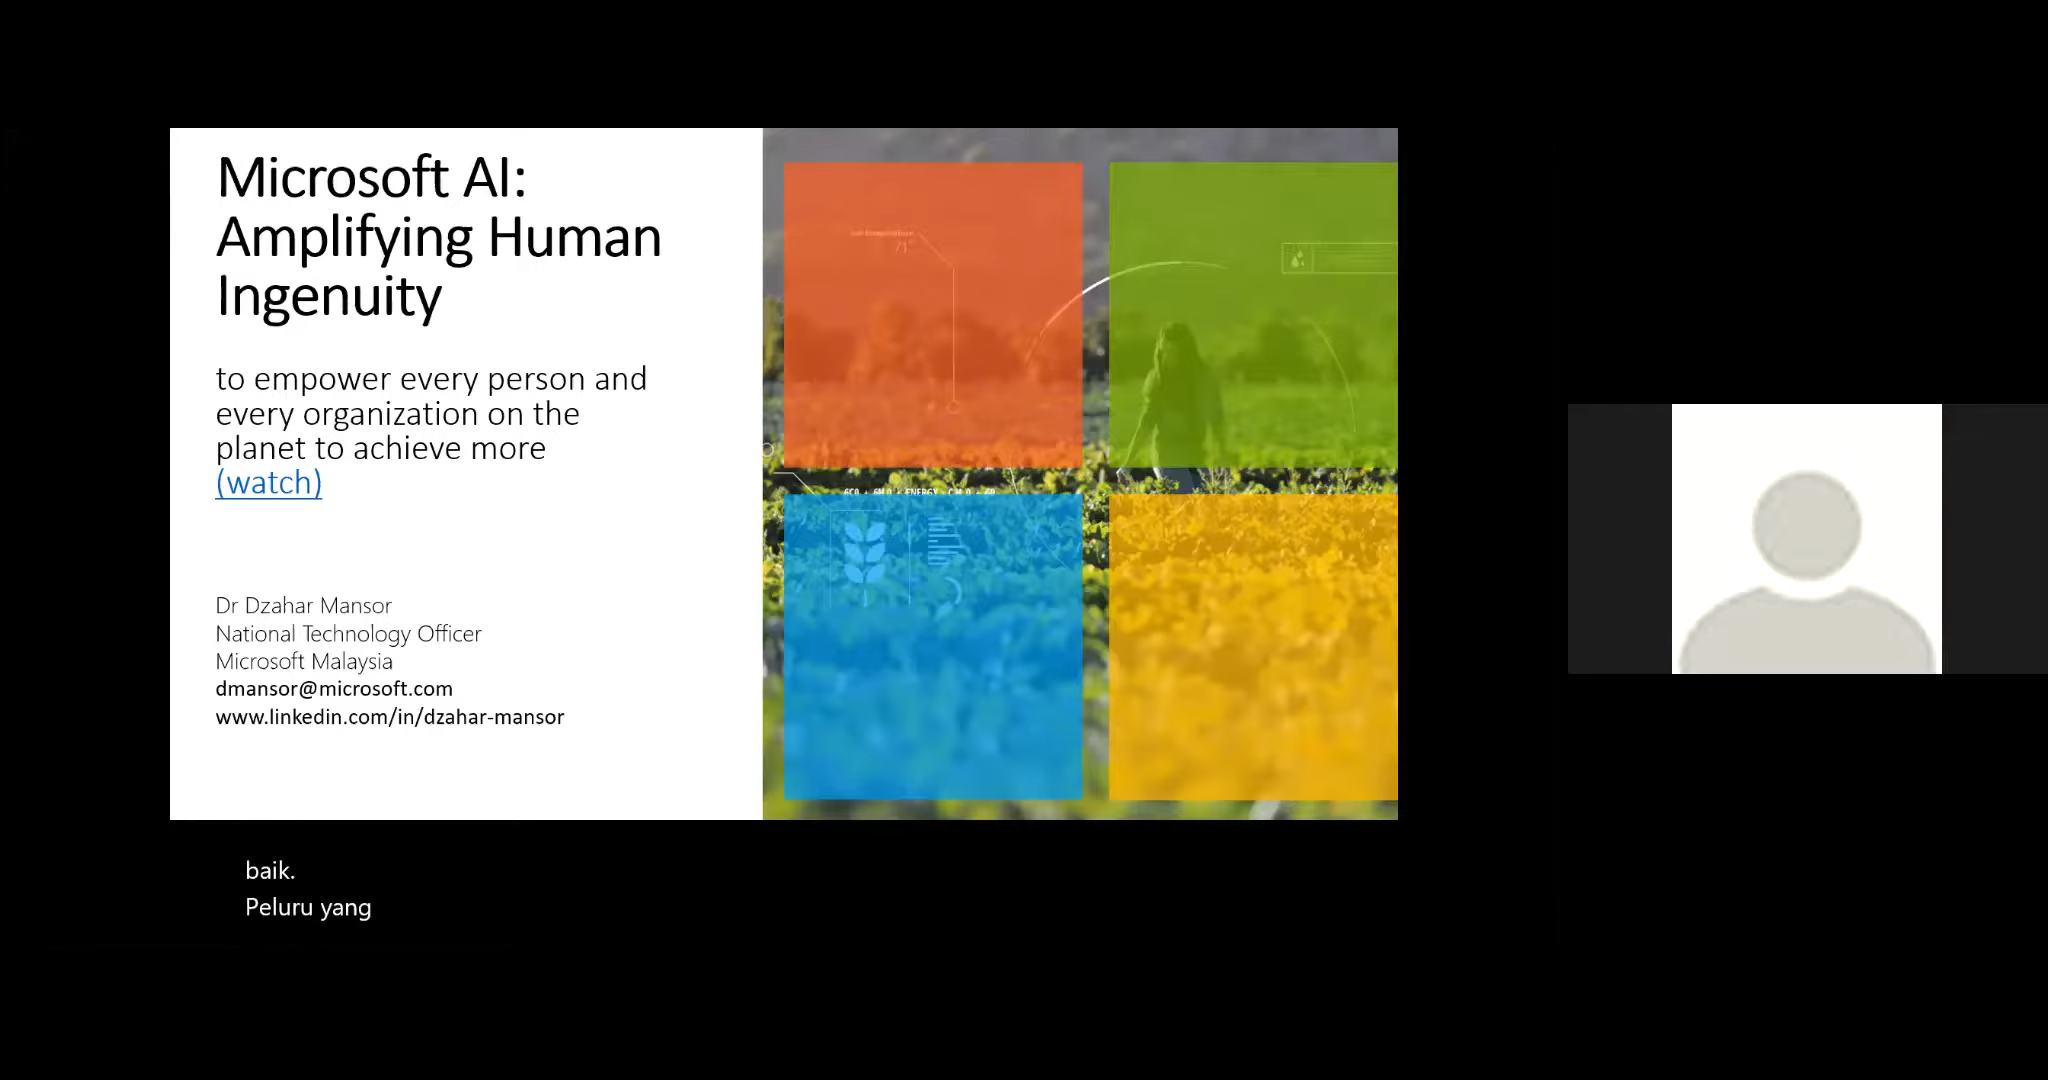 Microsoft AI:
Amplifying Human
Ingenuity
to empower every person and
every organization on the
planet to achieve more
(watch)
Dr Dzahar Mansor
National Technology Officer
Microsoft Malaysia
dmansor@microsoft.com
www.linkedin.com/in/dzahar-mansor
baik.
Peluru yang